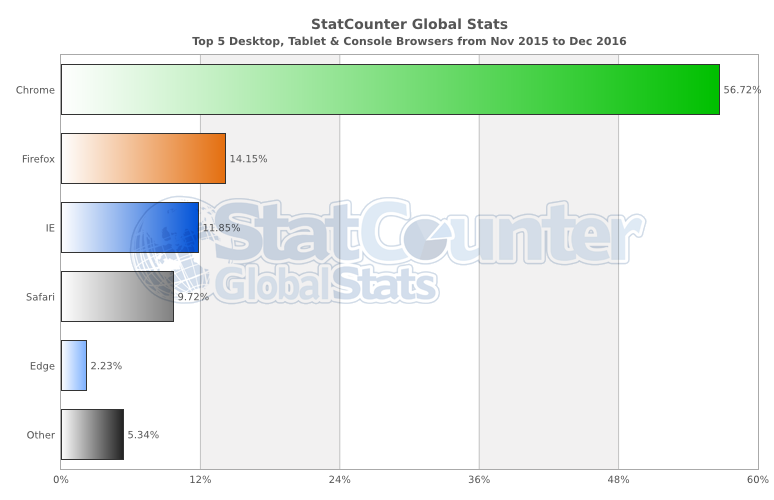 StatCounter Global Stats
Top 5 Desktop, Tablet & Console Browsers from Nov 2015 to Dec 2016
Chrome 56.72%
Firefox 14.15%
IE 11.85%
StatCounter
GlobalStats
Safari 9.72%
Edge 2.23%
Other 5.34%
0% 12% 24% 36% 48% 60%